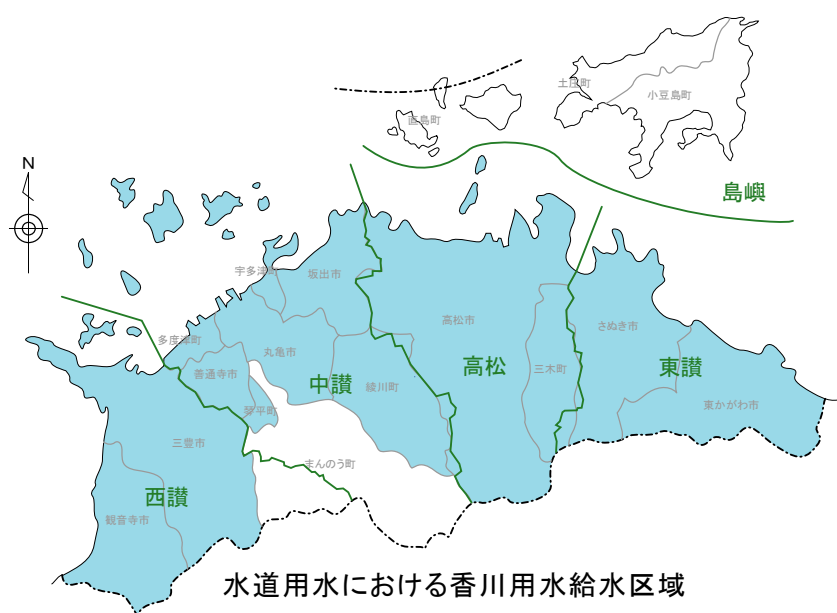 土庄町
小豆島町
直島町
N
島嶼
宇多津町
坂出市
高松市
さぬき市
多度津町
丸亀市
善通寺市
中讃
綾川町
高松
三木町
東讃
琴平町
東かがわ市
三豊市
まんのう町
西讃
観音寺市
水道用水における香川用水給水区域